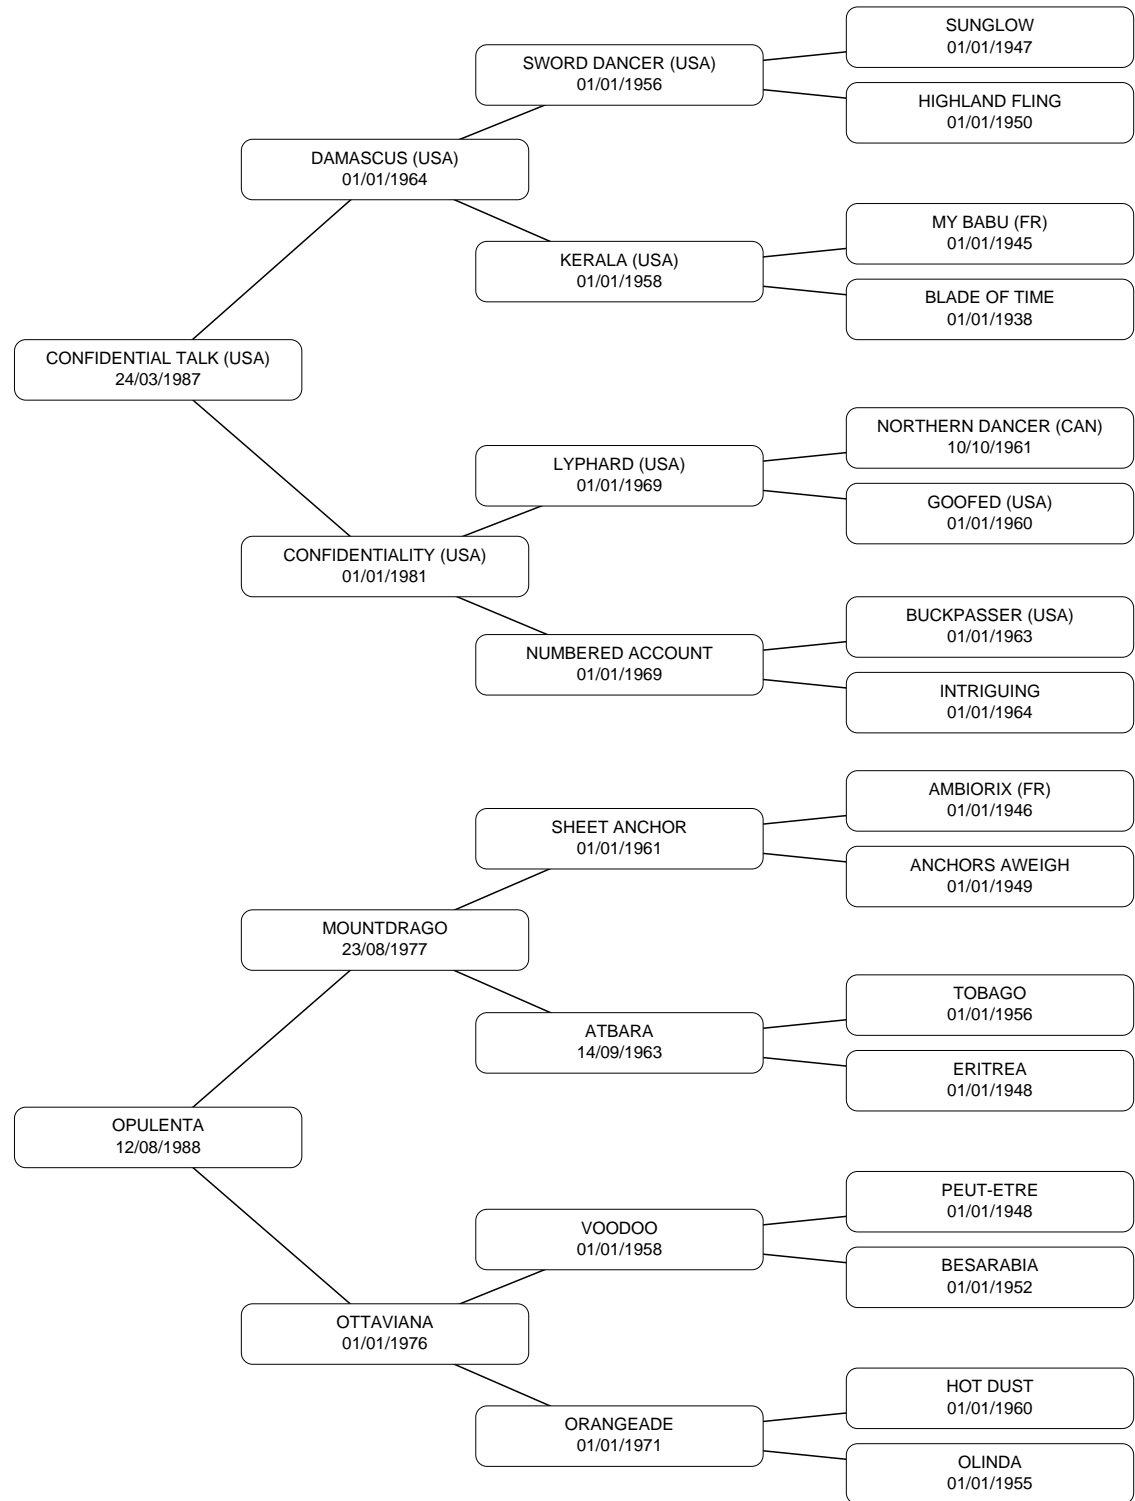 SUNGLOW
01/01/1947
SWORD DANCER (USA)
01/01/1956
HIGHLAND FLING
01/01/1950
DAMASCUS (USA)
01/01/1964
MY BABU (FR)
01/01/1945
KERALA (USA)
01/01/1958
BLADE OF TIME
01/01/1938
CONFIDENTIAL TALK (USA)
24/03/1987
NORTHERN DANCER (CAN)
10/10/1961
LYPHARD (USA)
01/01/1969
GOOFED (USA)
01/01/1960
CONFIDENTIALITY (USA)
01/01/1981
BUCKPASSER (USA)
01/01/1963
NUMBERED ACCOUNT
01/01/1969
INTRIGUING
01/01/1964
AMBIORIX (FR)
01/01/1946
SHEET ANCHOR
01/01/1961
ANCHORS AWEIGH
01/01/1949
MOUNTDRAGO
23/08/1977
TOBAGO
01/01/1956
ATBARA
14/09/1963
ERITREA
01/01/1948
OPULENTA
12/08/1988
PEUT-ETRE
01/01/1948
VOODOO
01/01/1958
BESARABIA
01/01/1952
OTTAVIANA
01/01/1976
HOT DUST
01/01/1960
ORANGEADE
01/01/1971
OLINDA
01/01/1955